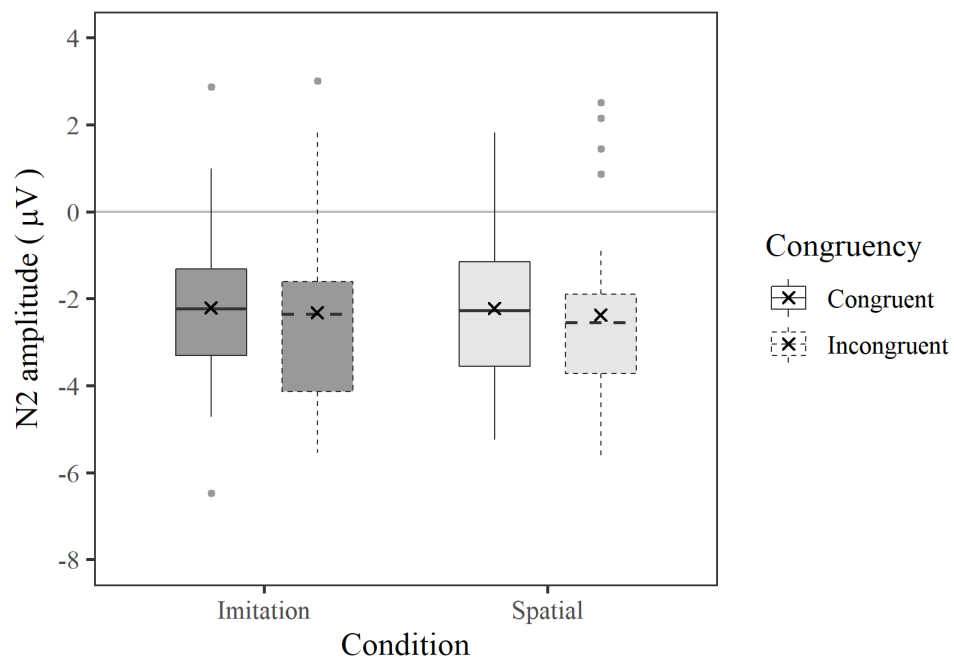 4
2
0
-2
-4
-6
-8
N2 amplitude ( µV )
Imitation
Spatial
Condition
Congruency
Congruent
Incongruent